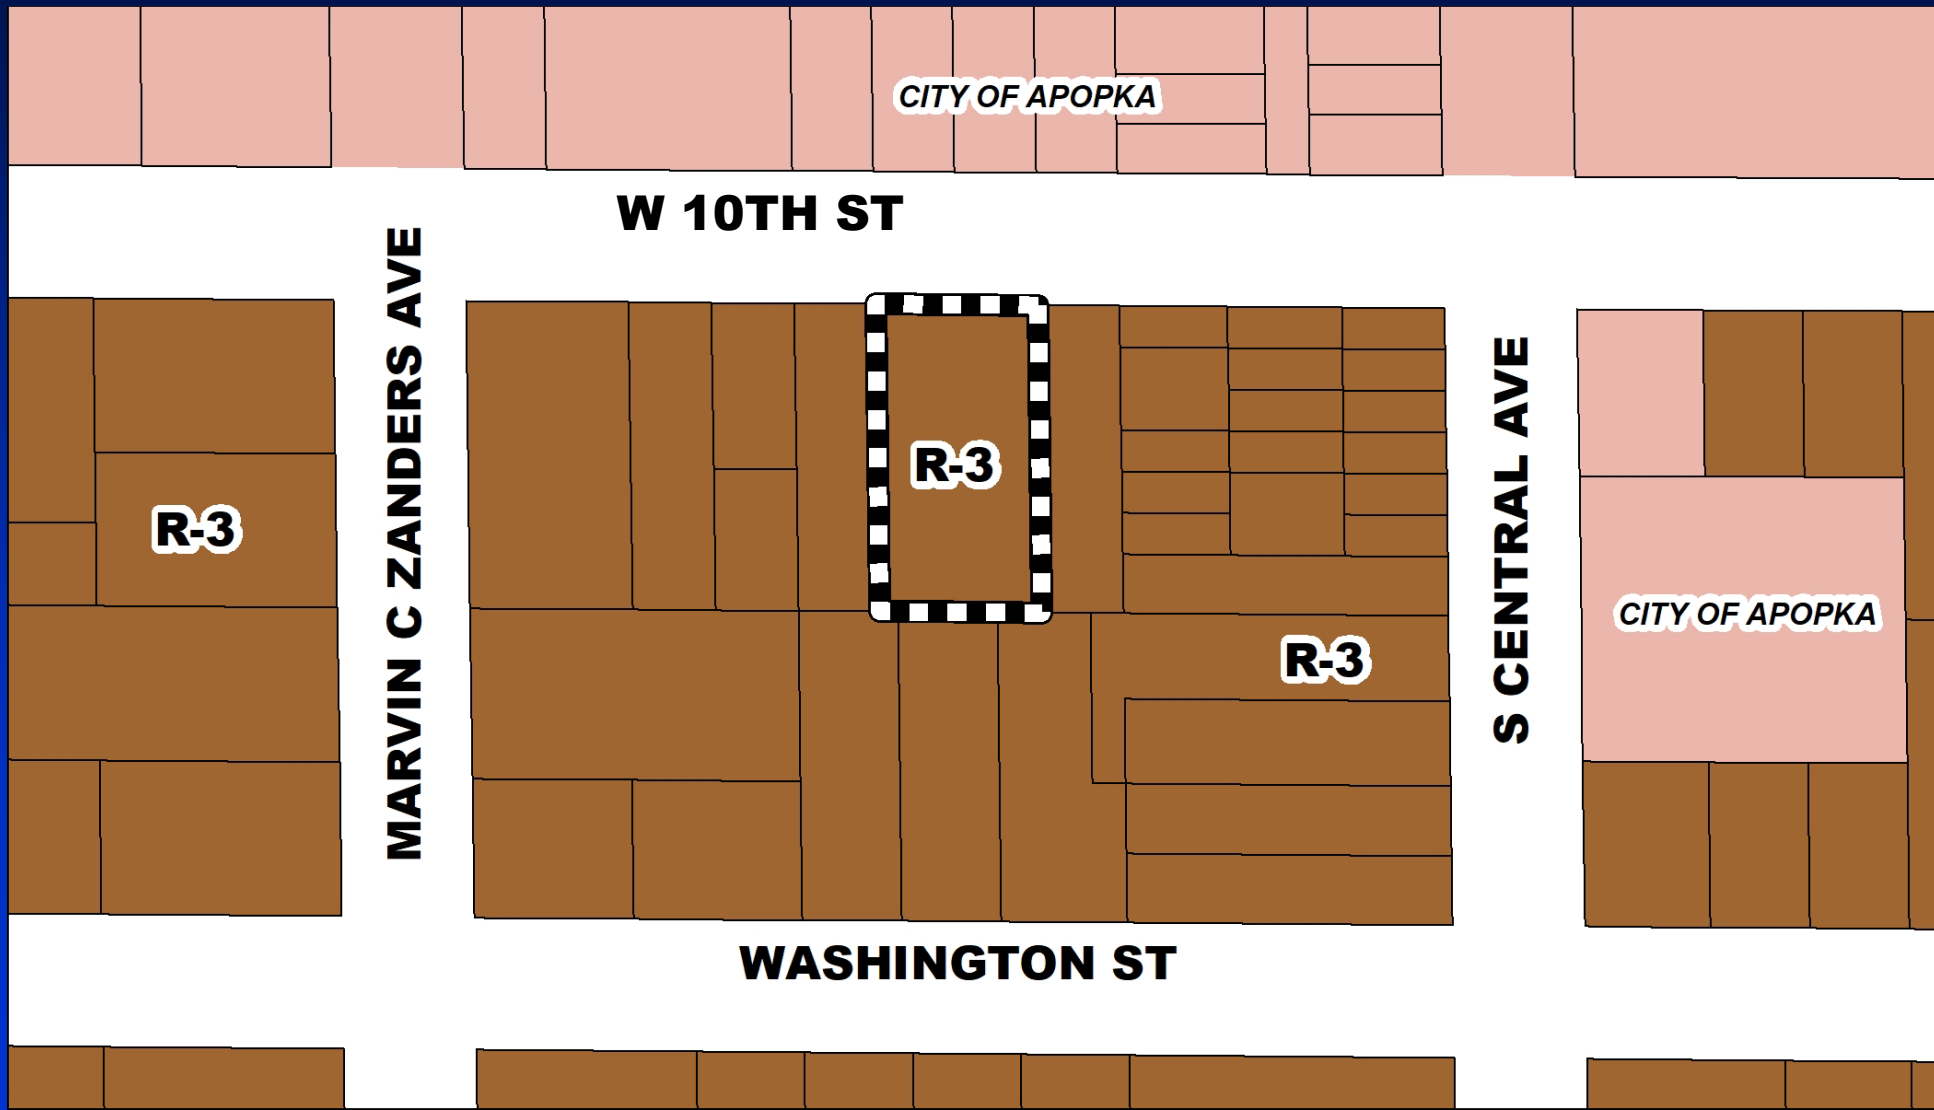 CITY OF APOPKA
W 10TH ST
MARVIN C ZANDERS AVE
R-3
R-3
R-3
S CENTRAL AVE
CITY OF APOPKA
WASHINGTON ST